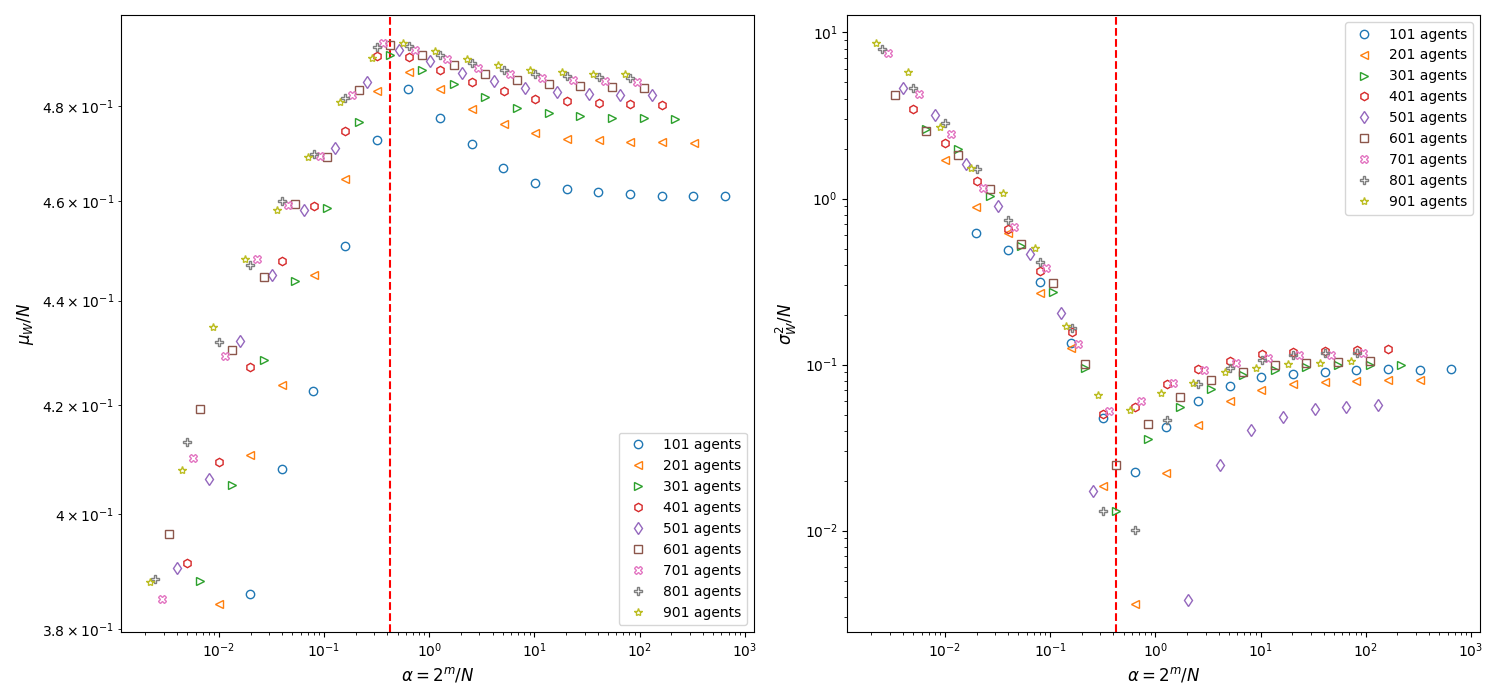 μ_W/N
4.8 × 10⁻¹
4.6 × 10⁻¹
4.4 × 10⁻¹
4.2 × 10⁻¹
4 × 10⁻¹
3.8 × 10⁻¹
10⁻² 10⁻¹ 10⁰ 10¹ 10² 10³
α = 2ᵐ/N
101 agents
201 agents
301 agents
401 agents
501 agents
601 agents
701 agents
801 agents
901 agents
σ²_W/N
10¹
10⁰
10⁻¹
10⁻²
10⁻² 10⁻¹ 10⁰ 10¹ 10² 10³
α = 2ᵐ/N
101 agents
201 agents
301 agents
401 agents
501 agents
601 agents
701 agents
801 agents
901 agents